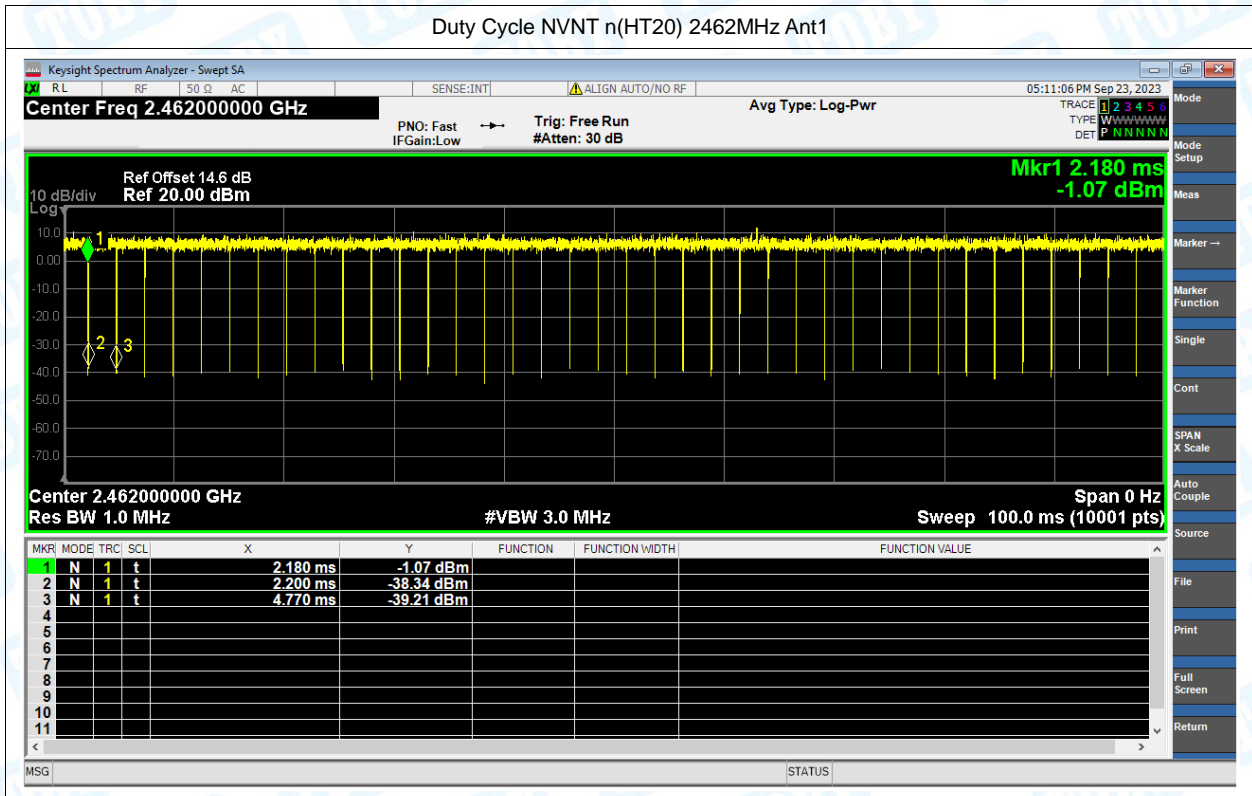 Duty Cycle NVNT n(HT20) 2462MHz Ant1
Keysight Spectrum Analyzer - Swept SA
LXI RL RF 50 Ω AC SENSE:INT ALIGN AUTO/NO RF 05:11:06 PM Sep 23, 2023
Center Freq 2.462000000 GHz
PNO: Fast
IFGain:Low
Trig: Free Run
#Atten: 30 dB
Avg Type: Log-Pwr
TRACE 1 2 3 4 5 6
TYPE WWWWWWW
DET P N N N N N
Mkr1 2.180 ms
-1.07 dBm
Ref Offset 14.6 dB
10 dB/div Ref 20.00 dBm
Log
10.0
0.00
-10.0
-20.0
-30.0
-40.0
-50.0
-60.0
-70.0
1
2
3
Center 2.462000000 GHz Span 0 Hz
Res BW 1.0 MHz #VBW 3.0 MHz Sweep 100.0 ms (10001 pts)
MKR MODE TRC SCL X Y FUNCTION FUNCTION WIDTH FUNCTION VALUE
1 N 1 t 2.180 ms -1.07 dBm
2 N 1 t 2.200 ms -38.34 dBm
3 N 1 t 4.770 ms -39.21 dBm
4
5
6
7
8
9
10
11
MSG STATUS
Mode
Mode
Setup
Meas
Marker→
Marker
Function
Single
Cont
SPAN
X Scale
Auto
Couple
Source
File
Print
Full
Screen
Return
TOBY